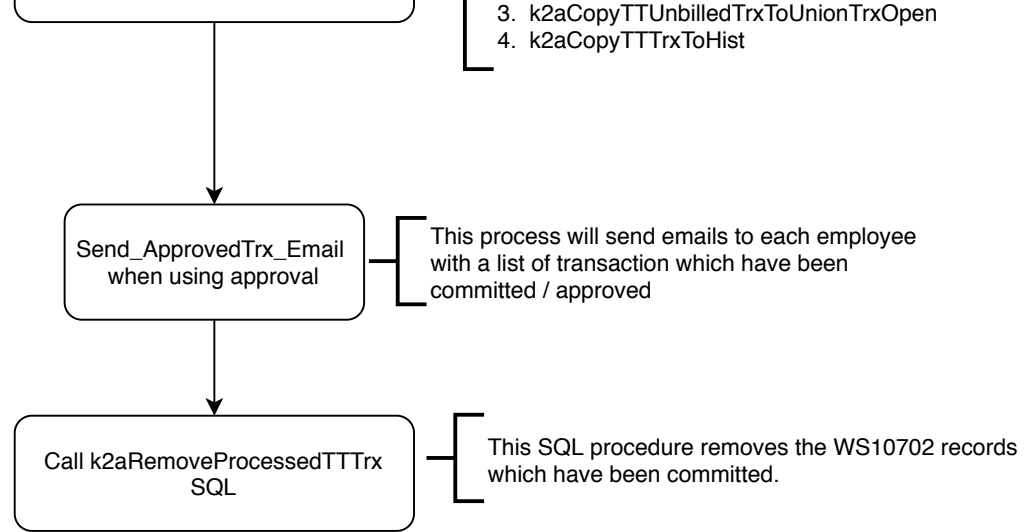 3. k2aCopyTTUnbilledTrxToUnionTrxOpen
4. k2aCopyTTTrxToHist
Send_ApprovedTrx_Email
when using approval
This process will send emails to each employee
with a list of transaction which have been
committed / approved
Call k2aRemoveProcessedTTTrx
SQL
This SQL procedure removes the WS10702 records
which have been committed.